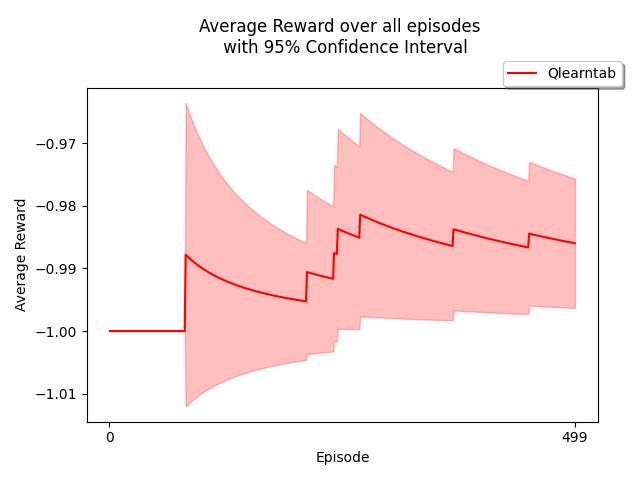 Average Reward over all episodes
with 95% Confidence Interval
Qlearntab
−0.97
−0.98
−0.99
−1.00
−1.01
Average Reward
0
499
Episode